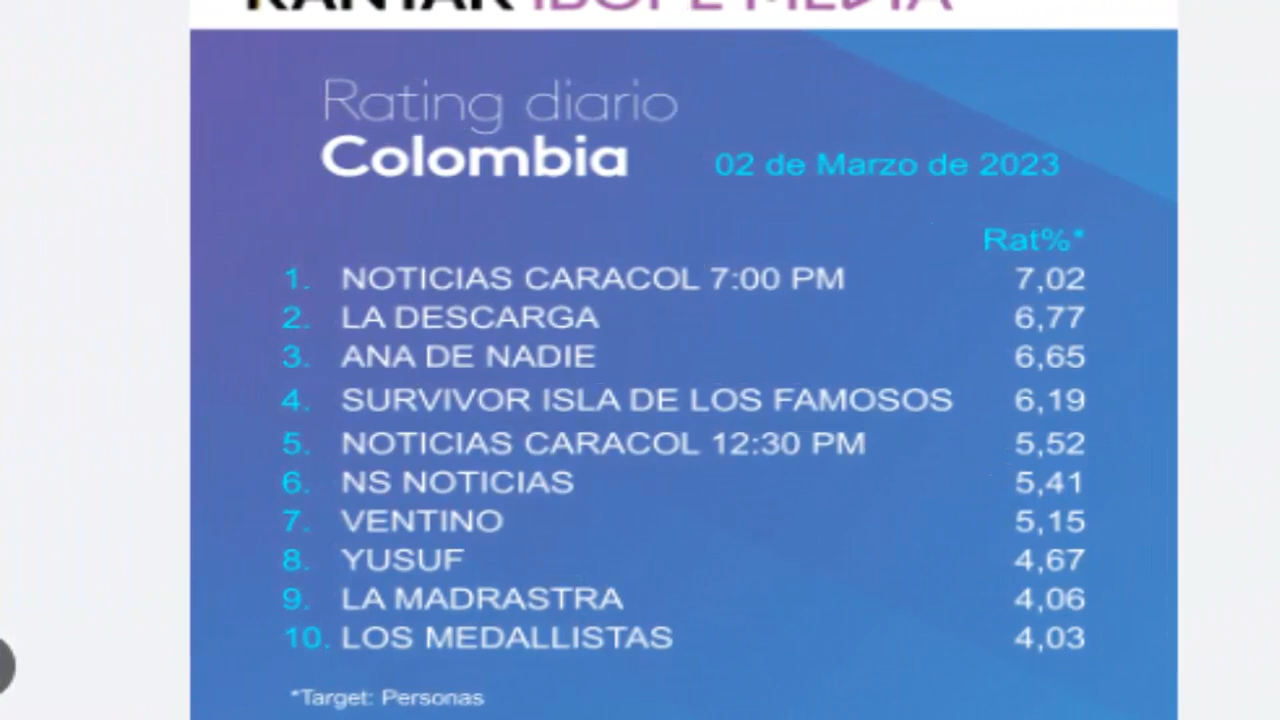 KANTAR IBOPE MEDIA
Rating diario
Colombia 02 de Marzo de 2023
Rat%*
1. NOTICIAS CARACOL 7:00 PM 7,02
2. LA DESCARGA 6,77
3. ANA DE NADIE 6,65
4. SURVIVOR ISLA DE LOS FAMOSOS 6,19
5. NOTICIAS CARACOL 12:30 PM 5,52
6. NS NOTICIAS 5,41
7. VENTINO 5,15
8. YUSUF 4,67
9. LA MADRASTRA 4,06
10. LOS MEDALLISTAS 4,03
*Target: Personas